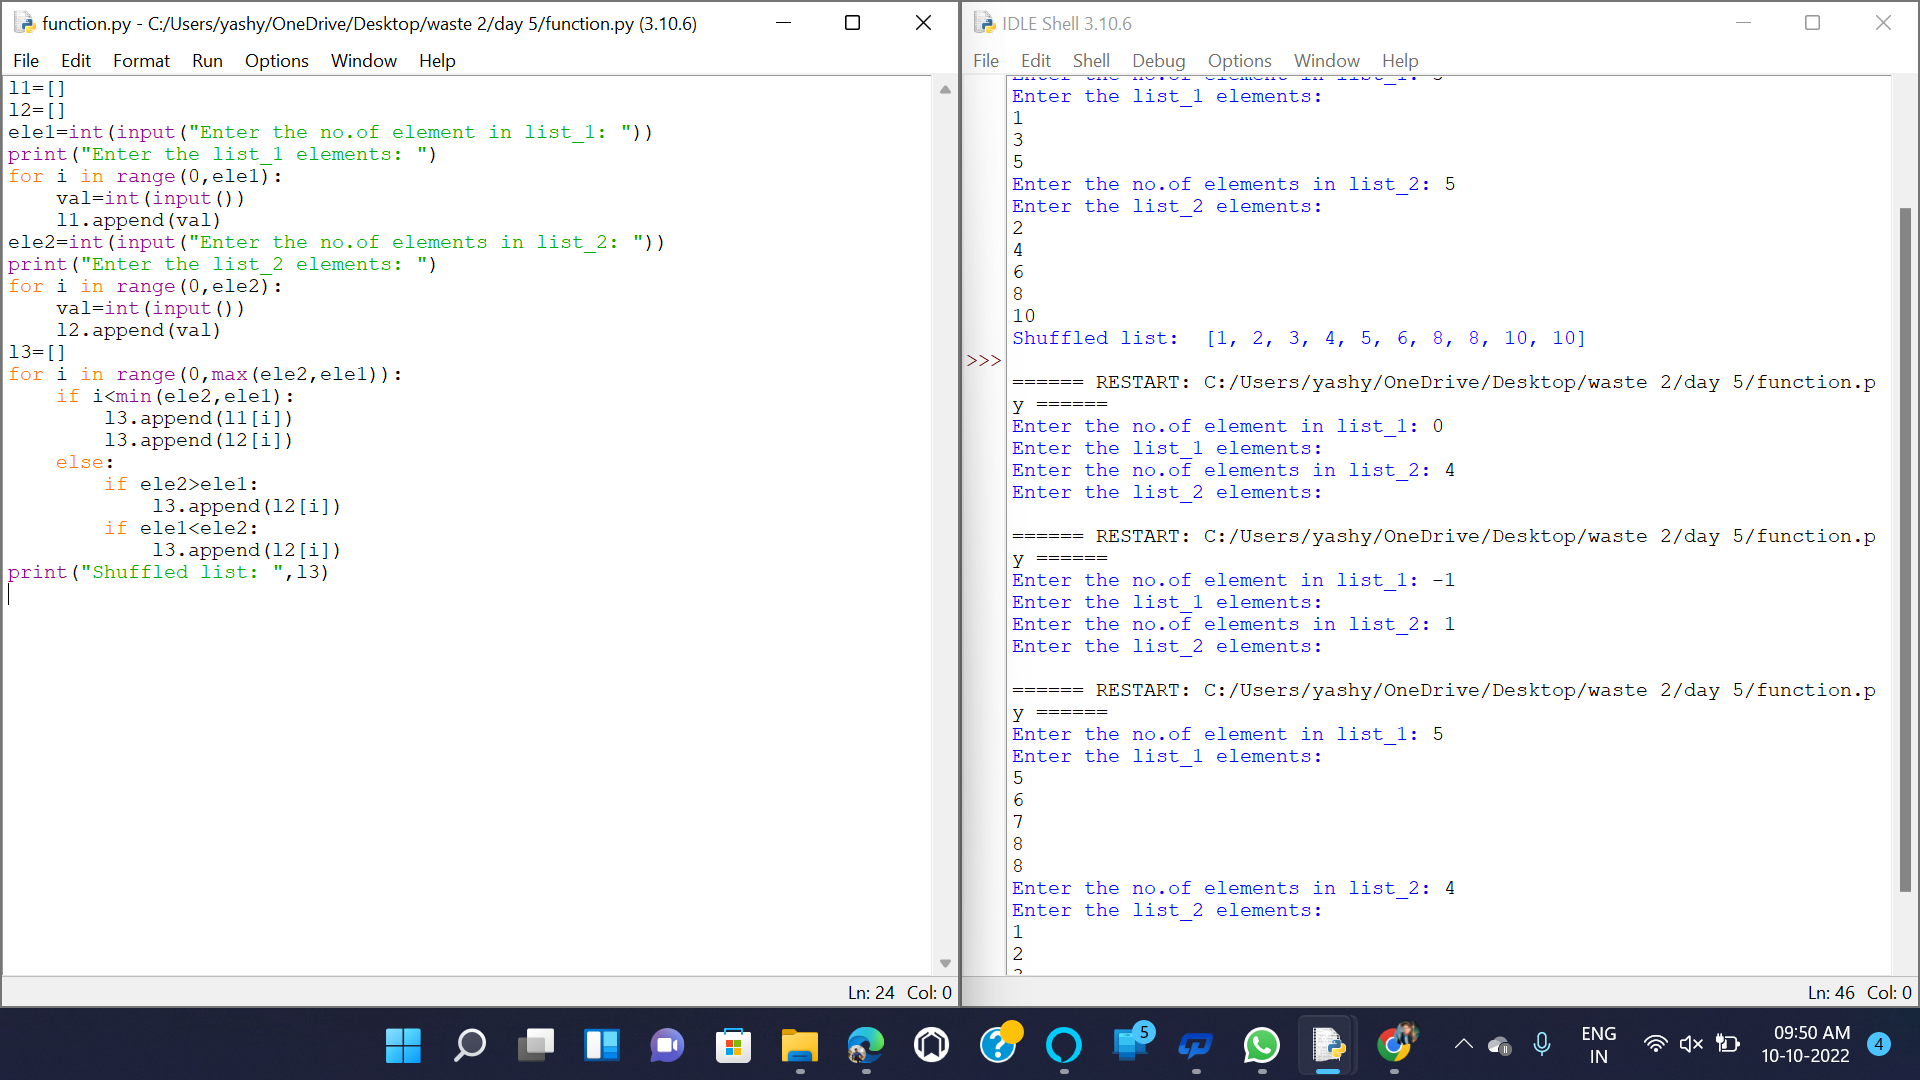 function.py - C:/Users/yashy/OneDrive/Desktop/waste 2/day 5/function.py (3.10.6)
File Edit Format Run Options Window Help
l1=[]
l2=[]
ele1=int(input("Enter the no.of element in list_1: "))
print("Enter the list_1 elements: ")
for i in range(0,ele1):
    val=int(input())
    l1.append(val)
ele2=int(input("Enter the no.of elements in list_2: "))
print("Enter the list_2 elements: ")
for i in range(0,ele2):
    val=int(input())
    l2.append(val)
l3=[]
for i in range(0,max(ele2,ele1)):
    if i<min(ele2,ele1):
        l3.append(l1[i])
        l3.append(l2[i])
    else:
        if ele2>ele1:
            l3.append(l2[i])
        if ele1<ele2:
            l3.append(l2[i])
print("Shuffled list: ",l3)
Ln: 24 Col: 0
IDLE Shell 3.10.6
File Edit Shell Debug Options Window Help
Enter the list_1 elements:
1
3
5
Enter the no.of elements in list_2: 5
Enter the list_2 elements:
2
4
6
8
10
Shuffled list:  [1, 2, 3, 4, 5, 6, 8, 8, 10, 10]
>>>
====== RESTART: C:/Users/yashy/OneDrive/Desktop/waste 2/day 5/function.p
y ======
Enter the no.of element in list_1: 0
Enter the list_1 elements:
Enter the no.of elements in list_2: 4
Enter the list_2 elements:
====== RESTART: C:/Users/yashy/OneDrive/Desktop/waste 2/day 5/function.p
y ======
Enter the no.of element in list_1: -1
Enter the list_1 elements:
Enter the no.of elements in list_2: 1
Enter the list_2 elements:
====== RESTART: C:/Users/yashy/OneDrive/Desktop/waste 2/day 5/function.p
y ======
Enter the no.of element in list_1: 5
Enter the list_1 elements:
5
6
7
8
8
Enter the no.of elements in list_2: 4
Enter the list_2 elements:
1
2
Ln: 46 Col: 0
5
ENG
IN
09:50 AM
10-10-2022
4